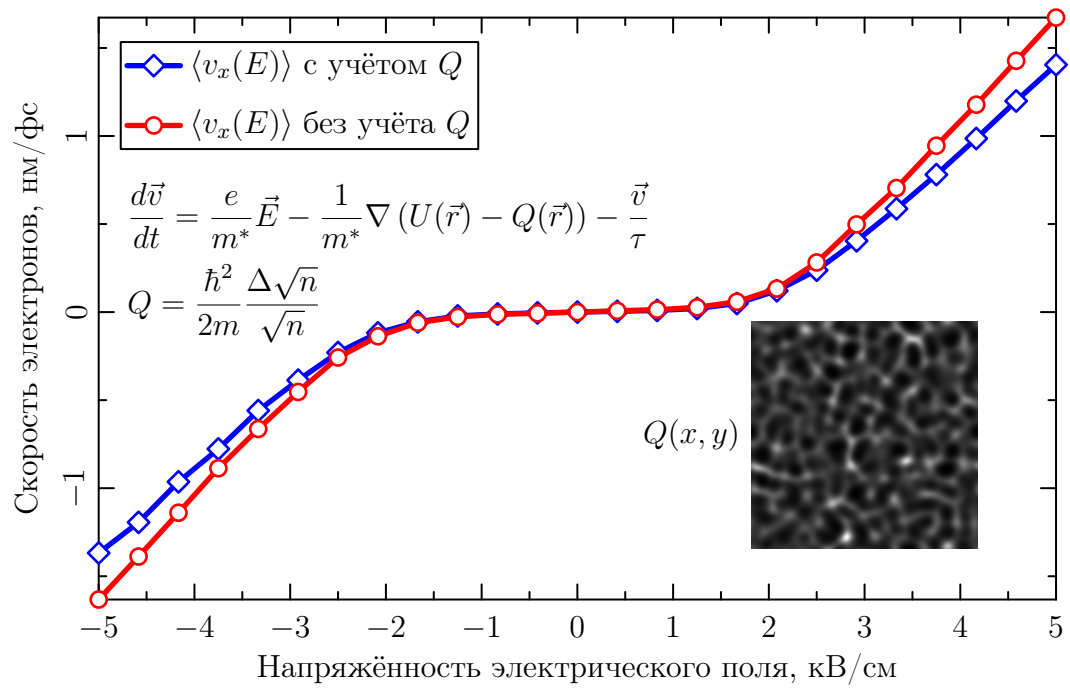 ⟨v_x(E)⟩ с учётом Q
⟨v_x(E)⟩ без учёта Q
dv⃗/dt = e/m* E⃗ − 1/m* ∇ (U(r⃗) − Q(r⃗)) − v⃗/τ
Q = ℏ²/2m Δ√n/√n
Q(x, y)
Скорость электронов, нм/фс
1
0
−1
−5 −4 −3 −2 −1 0 1 2 3 4 5
Напряжённость электрического поля, кВ/см